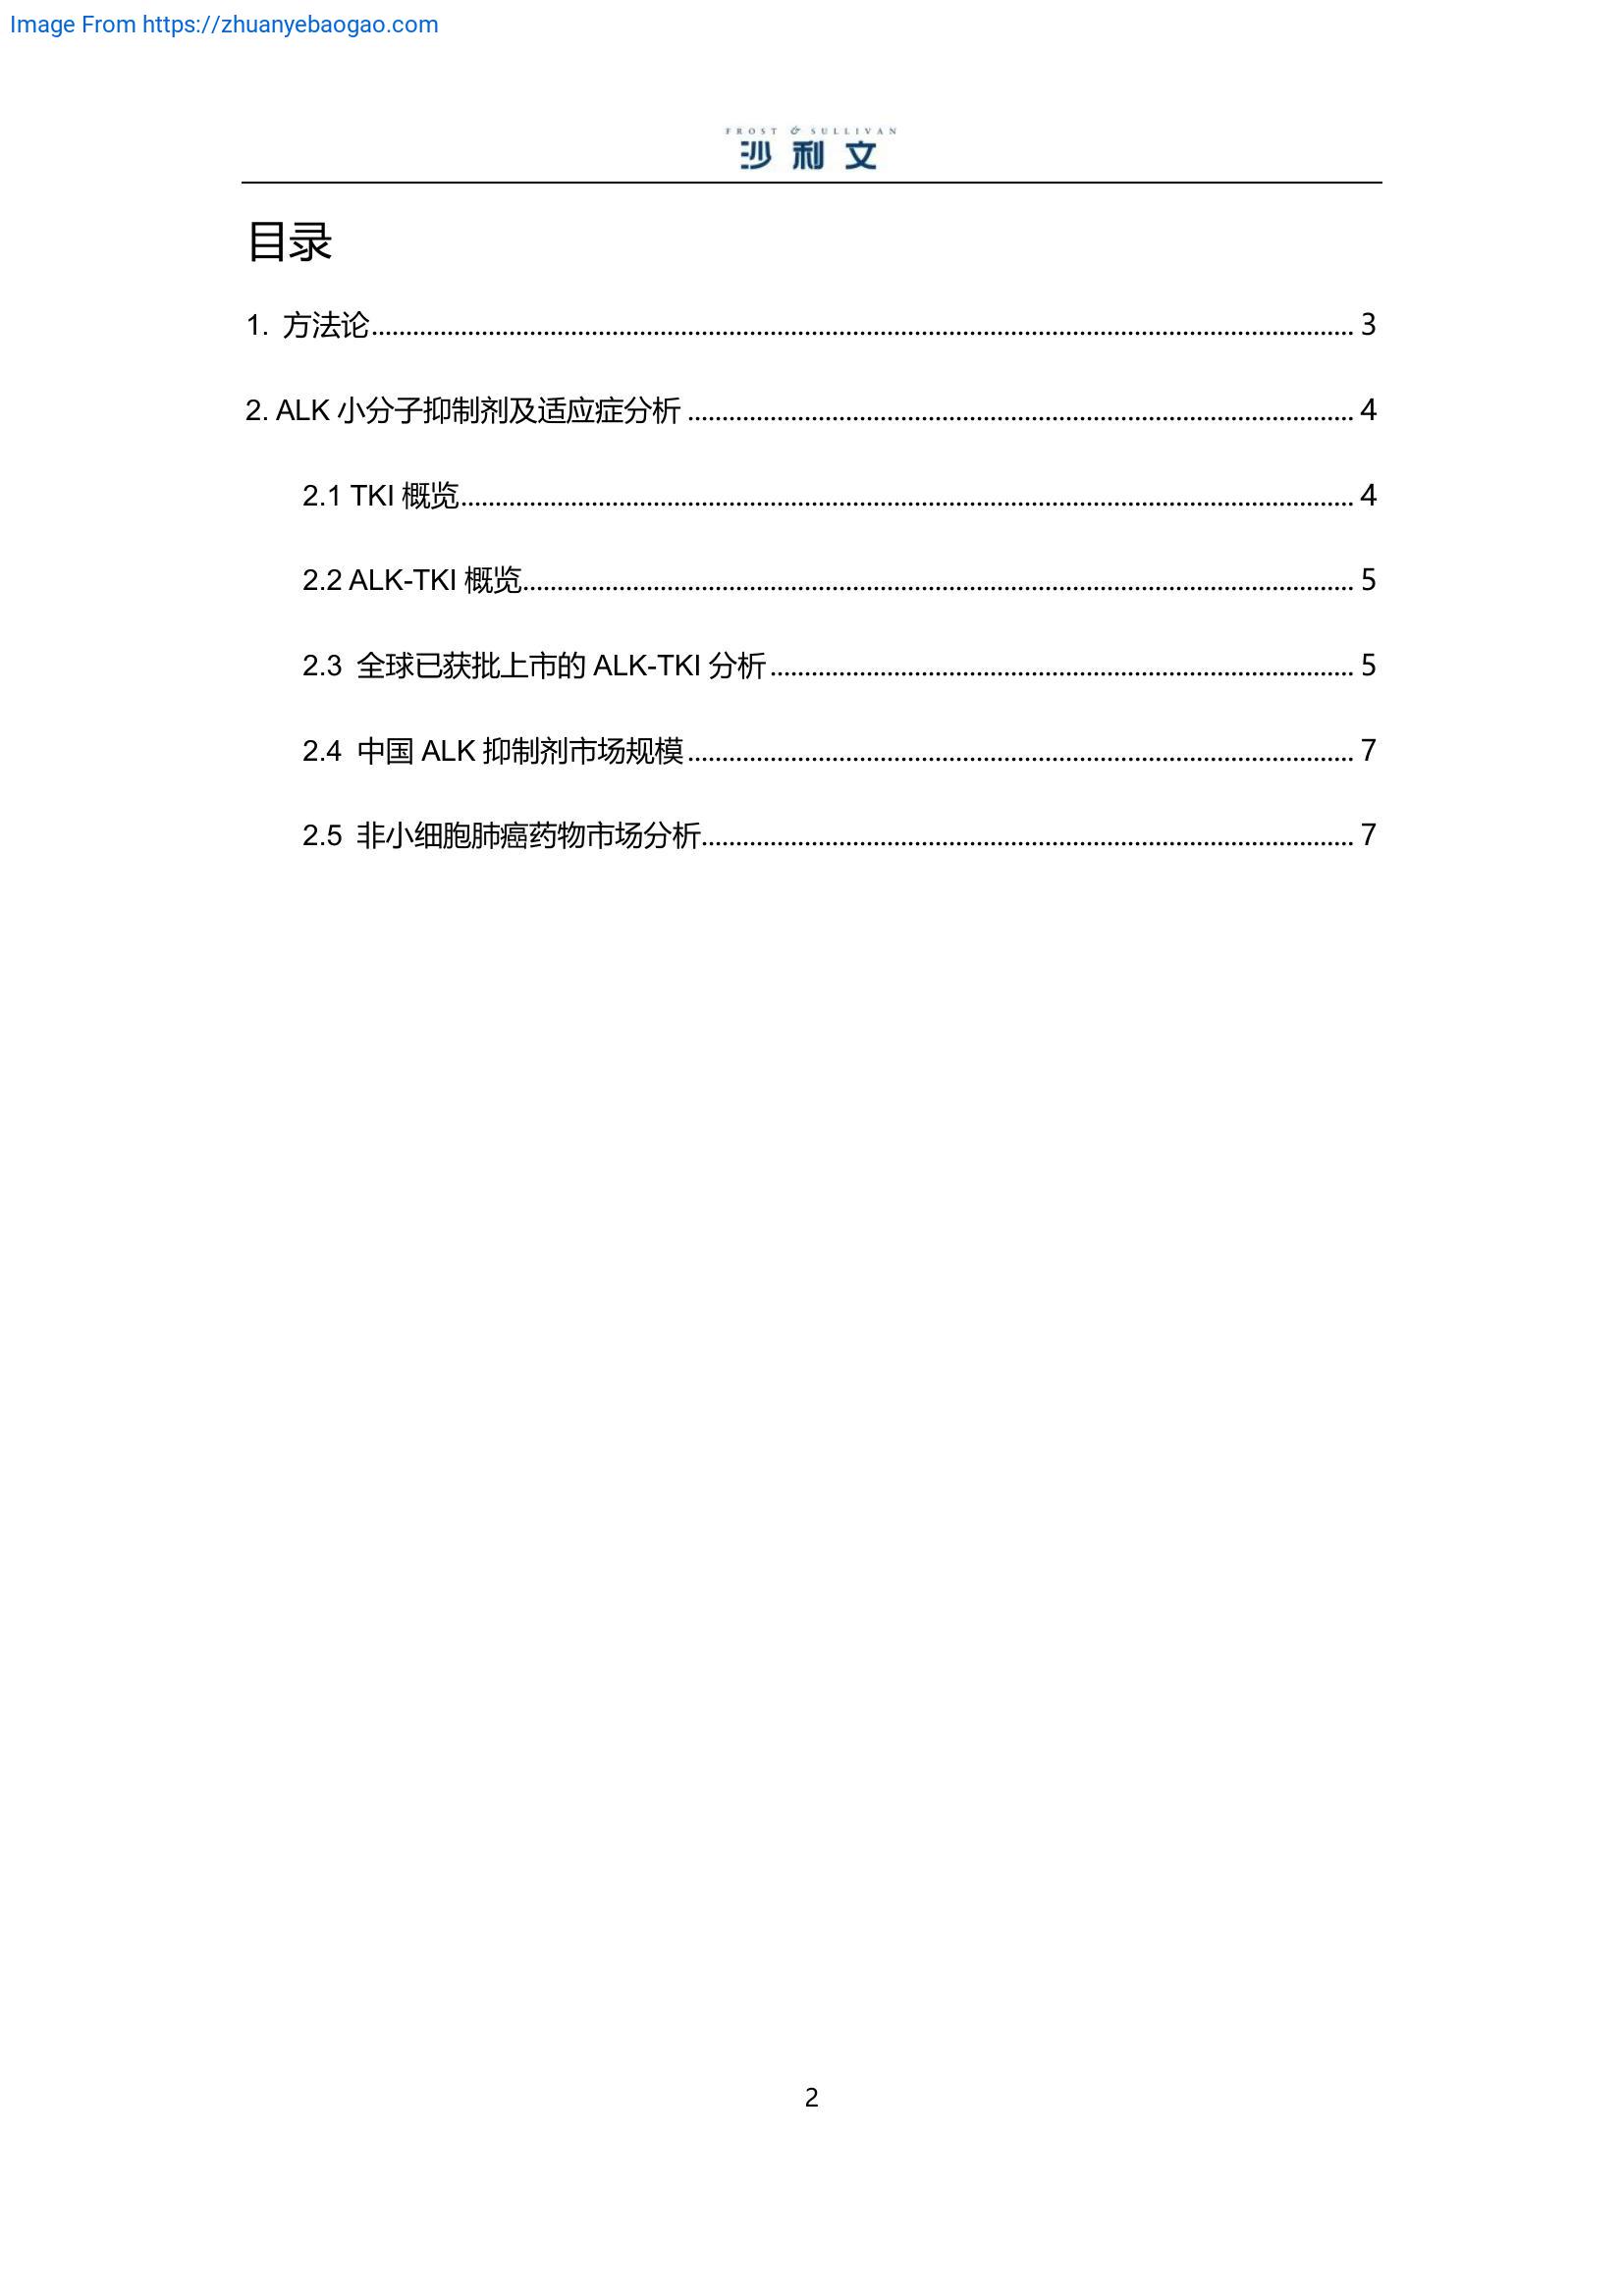 Image From https://zhuanyebaogao.com
FROST & SULLIVAN
沙利文
目录
1. 方法论........................................ 3
2. ALK 小分子抑制剂及适应症分析........................................ 4
2.1 TKI 概览........................................ 4
2.2 ALK-TKI 概览........................................ 5
2.3 全球已获批上市的 ALK-TKI 分析........................................ 5
2.4 中国 ALK 抑制剂市场规模........................................ 7
2.5 非小细胞肺癌药物市场分析........................................ 7
2